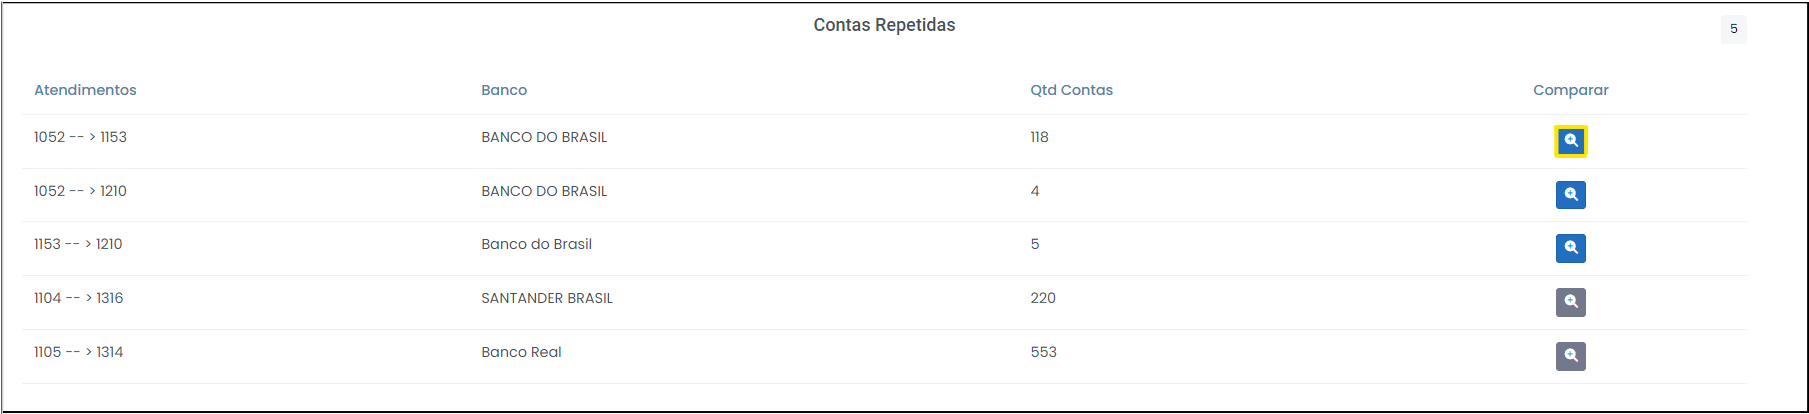 Contas Repetidas 5
Atendimentos Banco Qtd Contas Comparar
1052 -- > 1153 BANCO DO BRASIL 118
1052 -- > 1210 BANCO DO BRASIL 4
1153 -- > 1210 Banco do Brasil 5
1104 -- > 1316 SANTANDER BRASIL 220
1105 -- > 1314 Banco Real 553